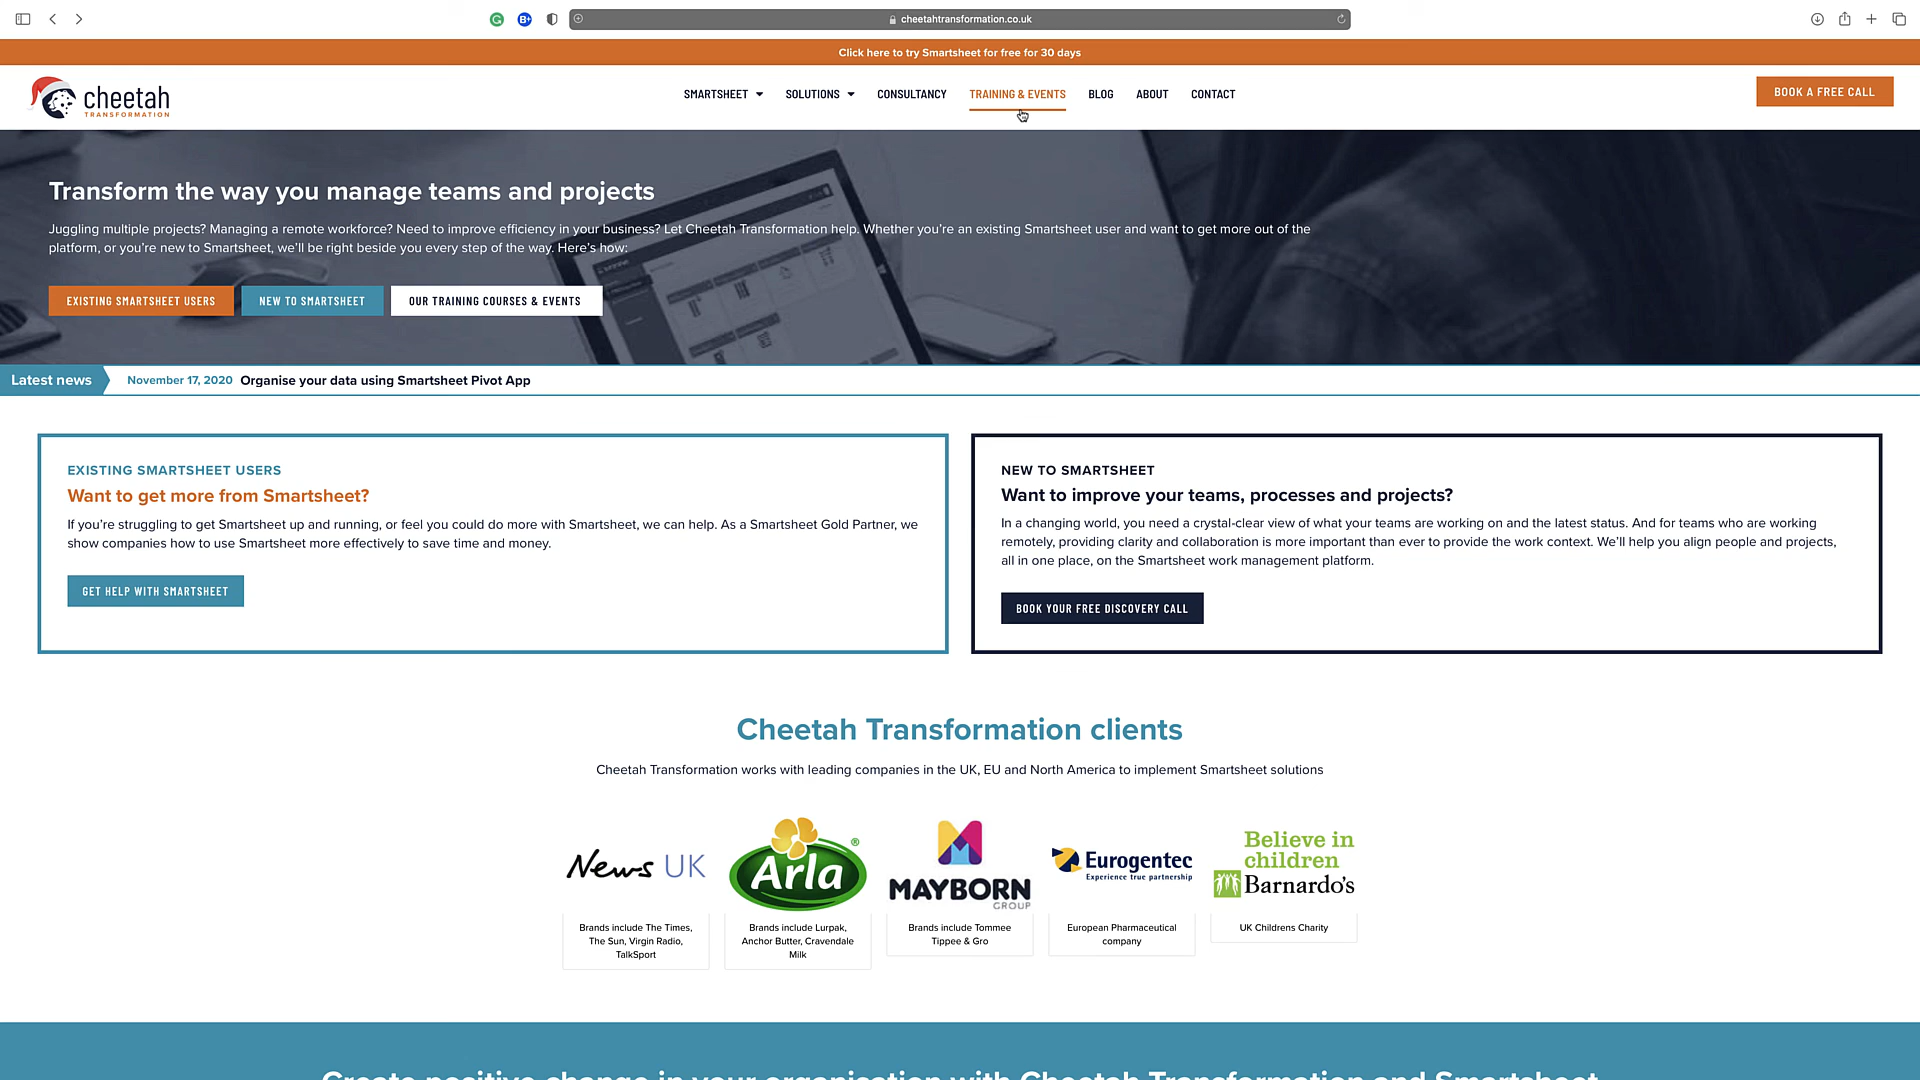 cheetahtransformation.co.uk
Click here to try Smartsheet for free for 30 days
cheetah
TRANSFORMATION
SMARTSHEET
SOLUTIONS
CONSULTANCY
TRAINING & EVENTS
BLOG
ABOUT
CONTACT
BOOK A FREE CALL
Transform the way you manage teams and projects
Juggling multiple projects? Managing a remote workforce? Need to improve efficiency in your business? Let Cheetah Transformation help. Whether you're an existing Smartsheet user and want to get more out of the
platform, or you're new to Smartsheet, we'll be right beside you every step of the way. Here's how:
EXISTING SMARTSHEET USERS
NEW TO SMARTSHEET
OUR TRAINING COURSES & EVENTS
Latest news
November 17, 2020 Organise your data using Smartsheet Pivot App
EXISTING SMARTSHEET USERS
Want to get more from Smartsheet?
If you're struggling to get Smartsheet up and running, or feel you could do more with Smartsheet, we can help. As a Smartsheet Gold Partner, we
show companies how to use Smartsheet more effectively to save time and money.
GET HELP WITH SMARTSHEET
NEW TO SMARTSHEET
Want to improve your teams, processes and projects?
In a changing world, you need a crystal-clear view of what your teams are working on and the latest status. And for teams who are working
remotely, providing clarity and collaboration is more important than ever to provide the work context. We'll help you align people and projects,
all in one place, on the Smartsheet work management platform.
BOOK YOUR FREE DISCOVERY CALL
Cheetah Transformation clients
Cheetah Transformation works with leading companies in the UK, EU and North America to implement Smartsheet solutions
News UK
Brands include The Times,
The Sun, Virgin Radio,
TalkSport
Arla®
Brands include Lurpak,
Anchor Butter, Cravendale
Milk
MAYBORN
GROUP
Brands include Tommee
Tippee & Gro
Eurogentec
Experience true partnership
European Pharmaceutical
company
Believe in
children
Barnardo's
UK Childrens Charity
Create positive change in your organisation with Cheetah Transformation and Smartsheet